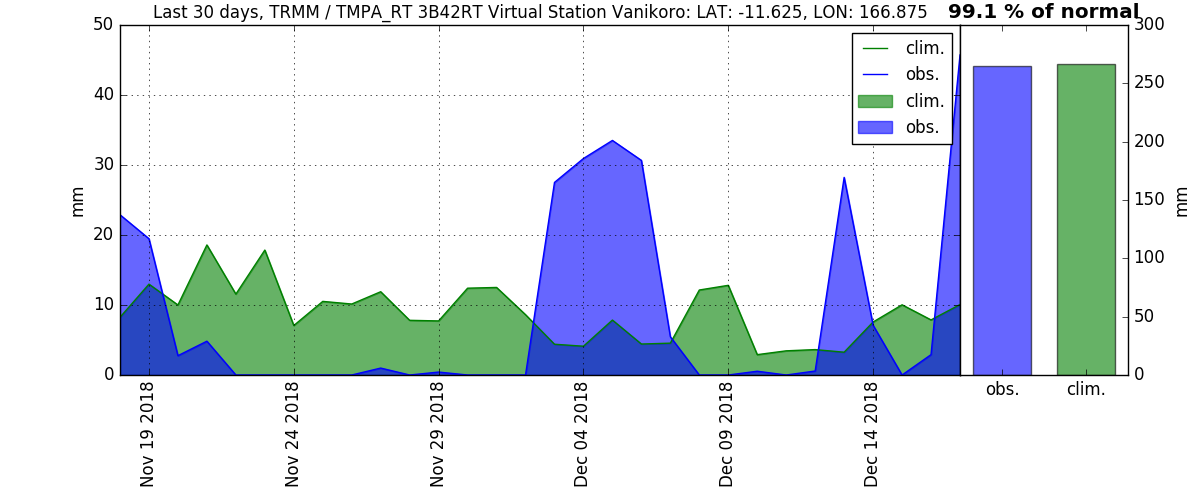 Last 30 days, TRMM / TMPA_RT 3B42RT Virtual Station Vanikoro: LAT: -11.625, LON: 166.875
99.1 % of normal
50
40
30
20
10
0
mm
clim.
obs.
clim.
obs.
300
250
200
150
100
50
0
mm
obs.
clim.
Nov 19 2018
Nov 24 2018
Nov 29 2018
Dec 04 2018
Dec 09 2018
Dec 14 2018